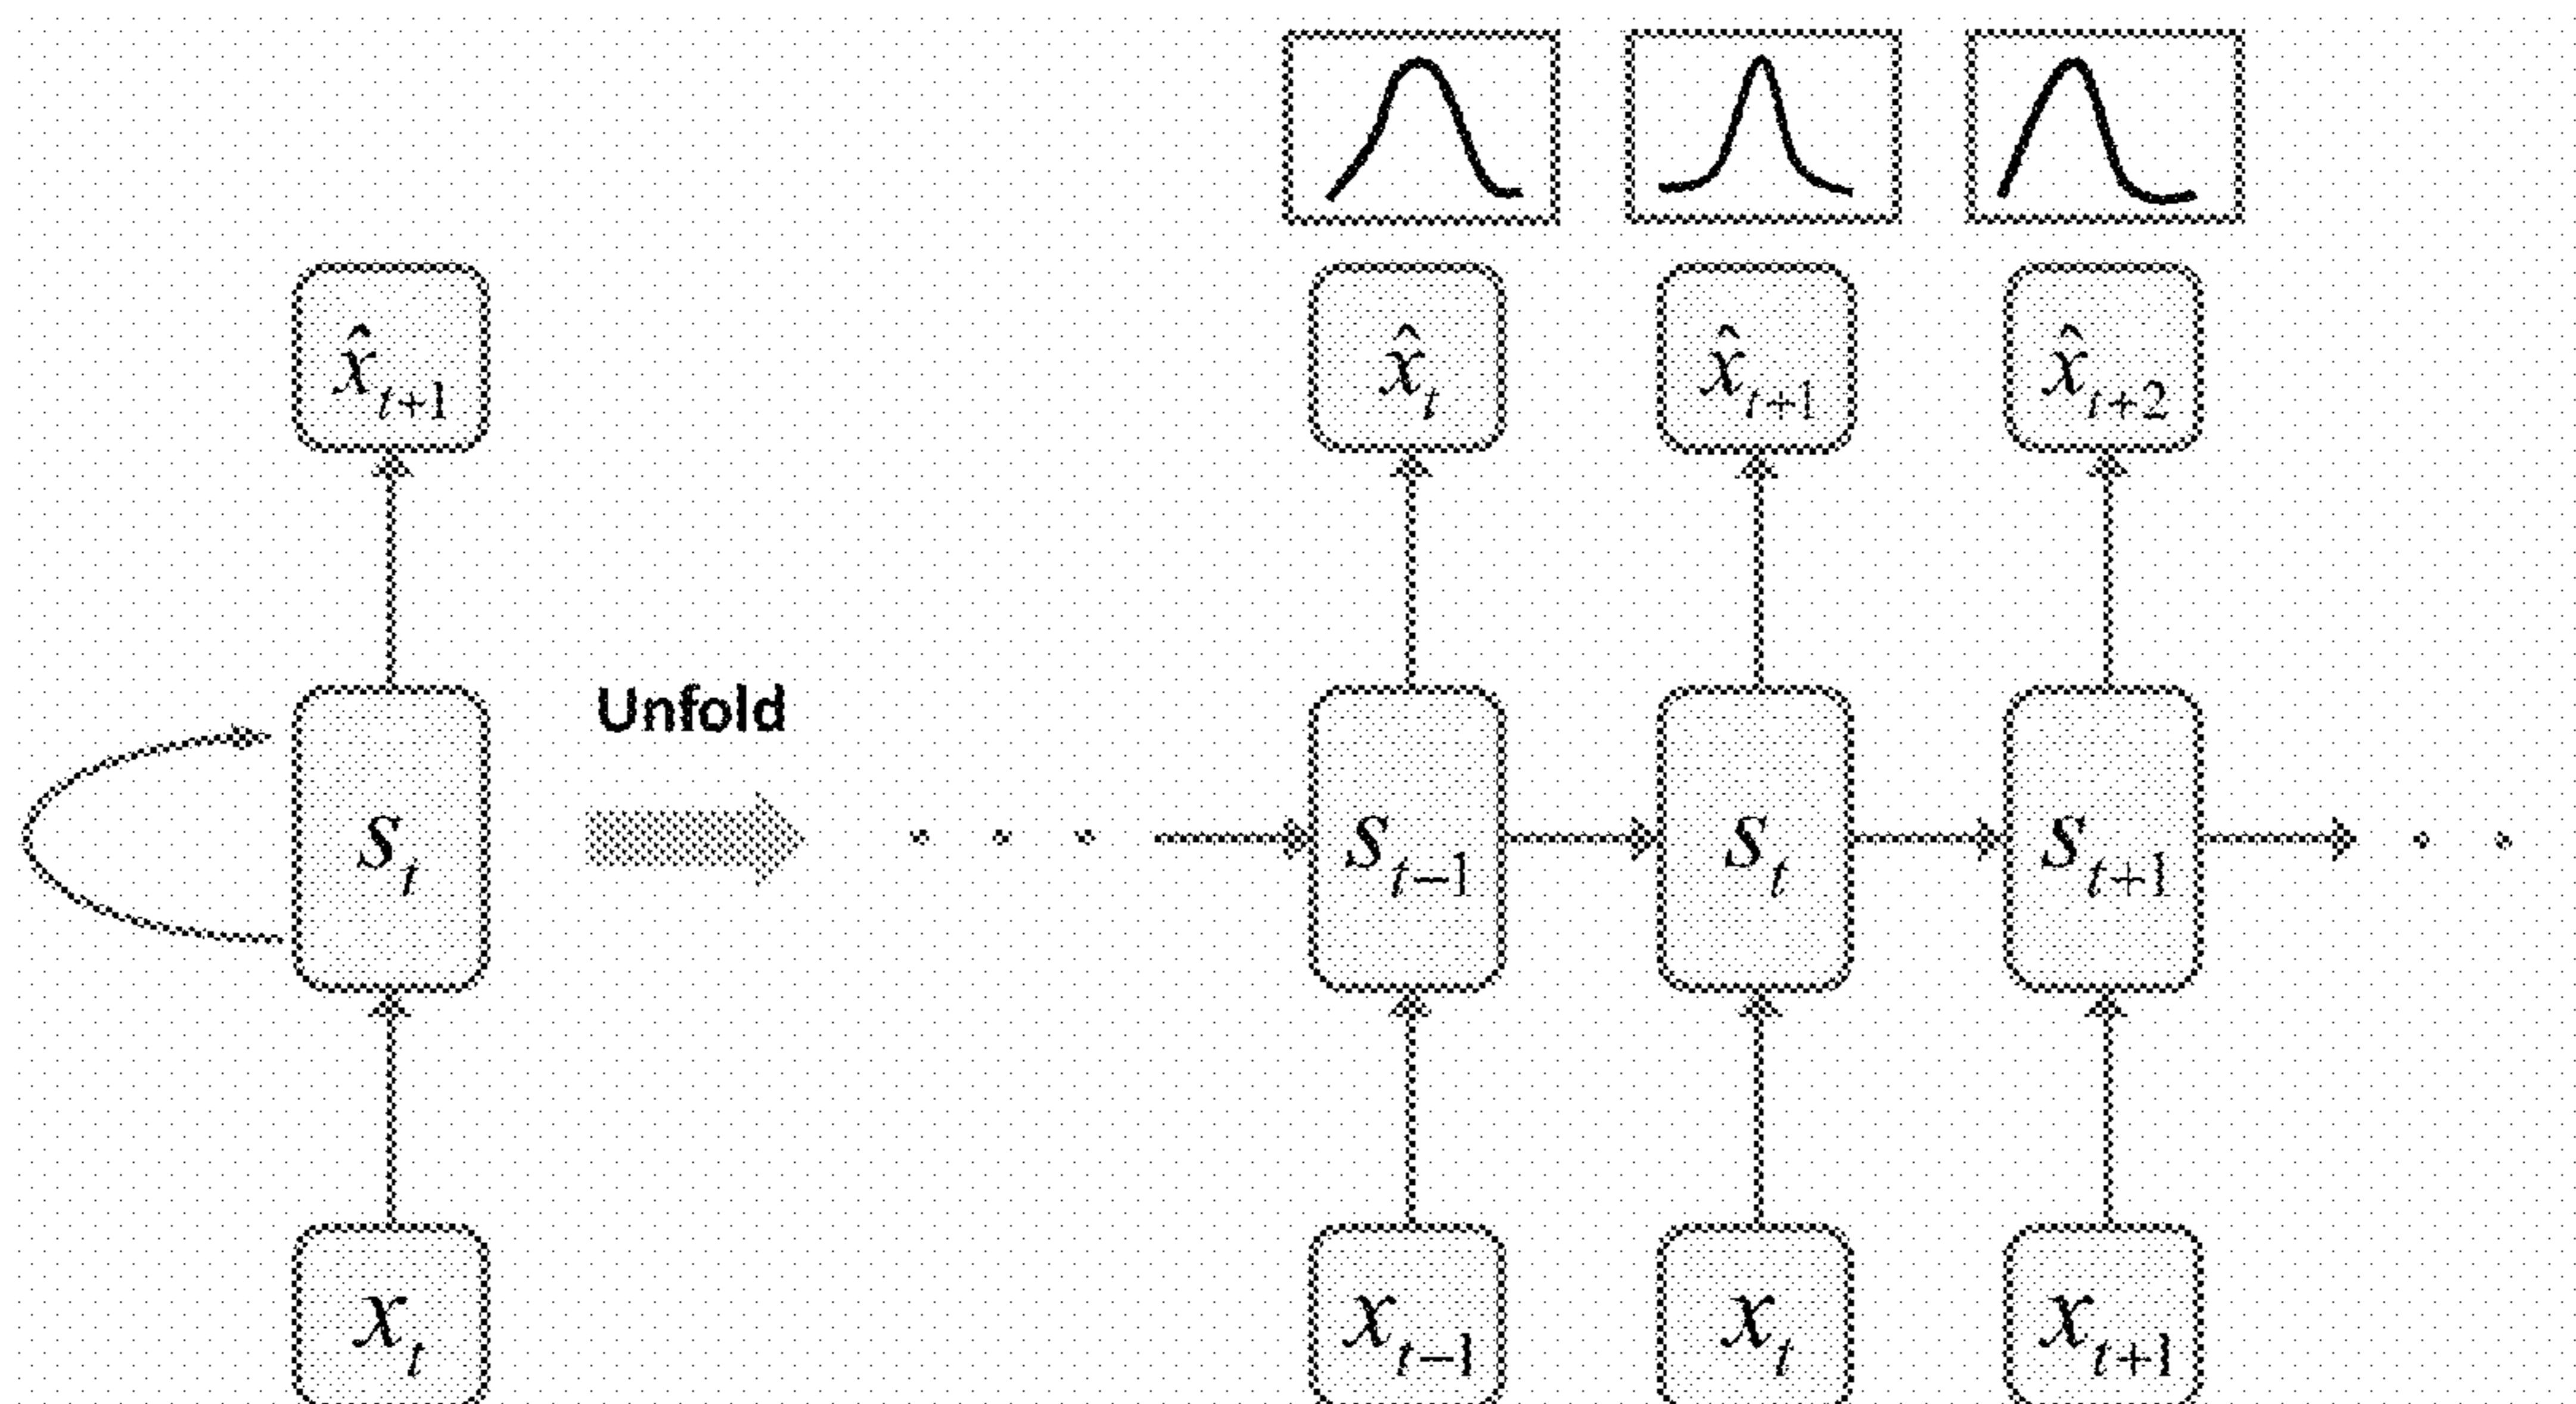 x̂_{t+1} x̂_t x̂_{t+1} x̂_{t+2}
Unfold
s_t . . . s_{t-1} s_t s_{t+1} . .
x_t x_{t-1} x_t x_{t+1}